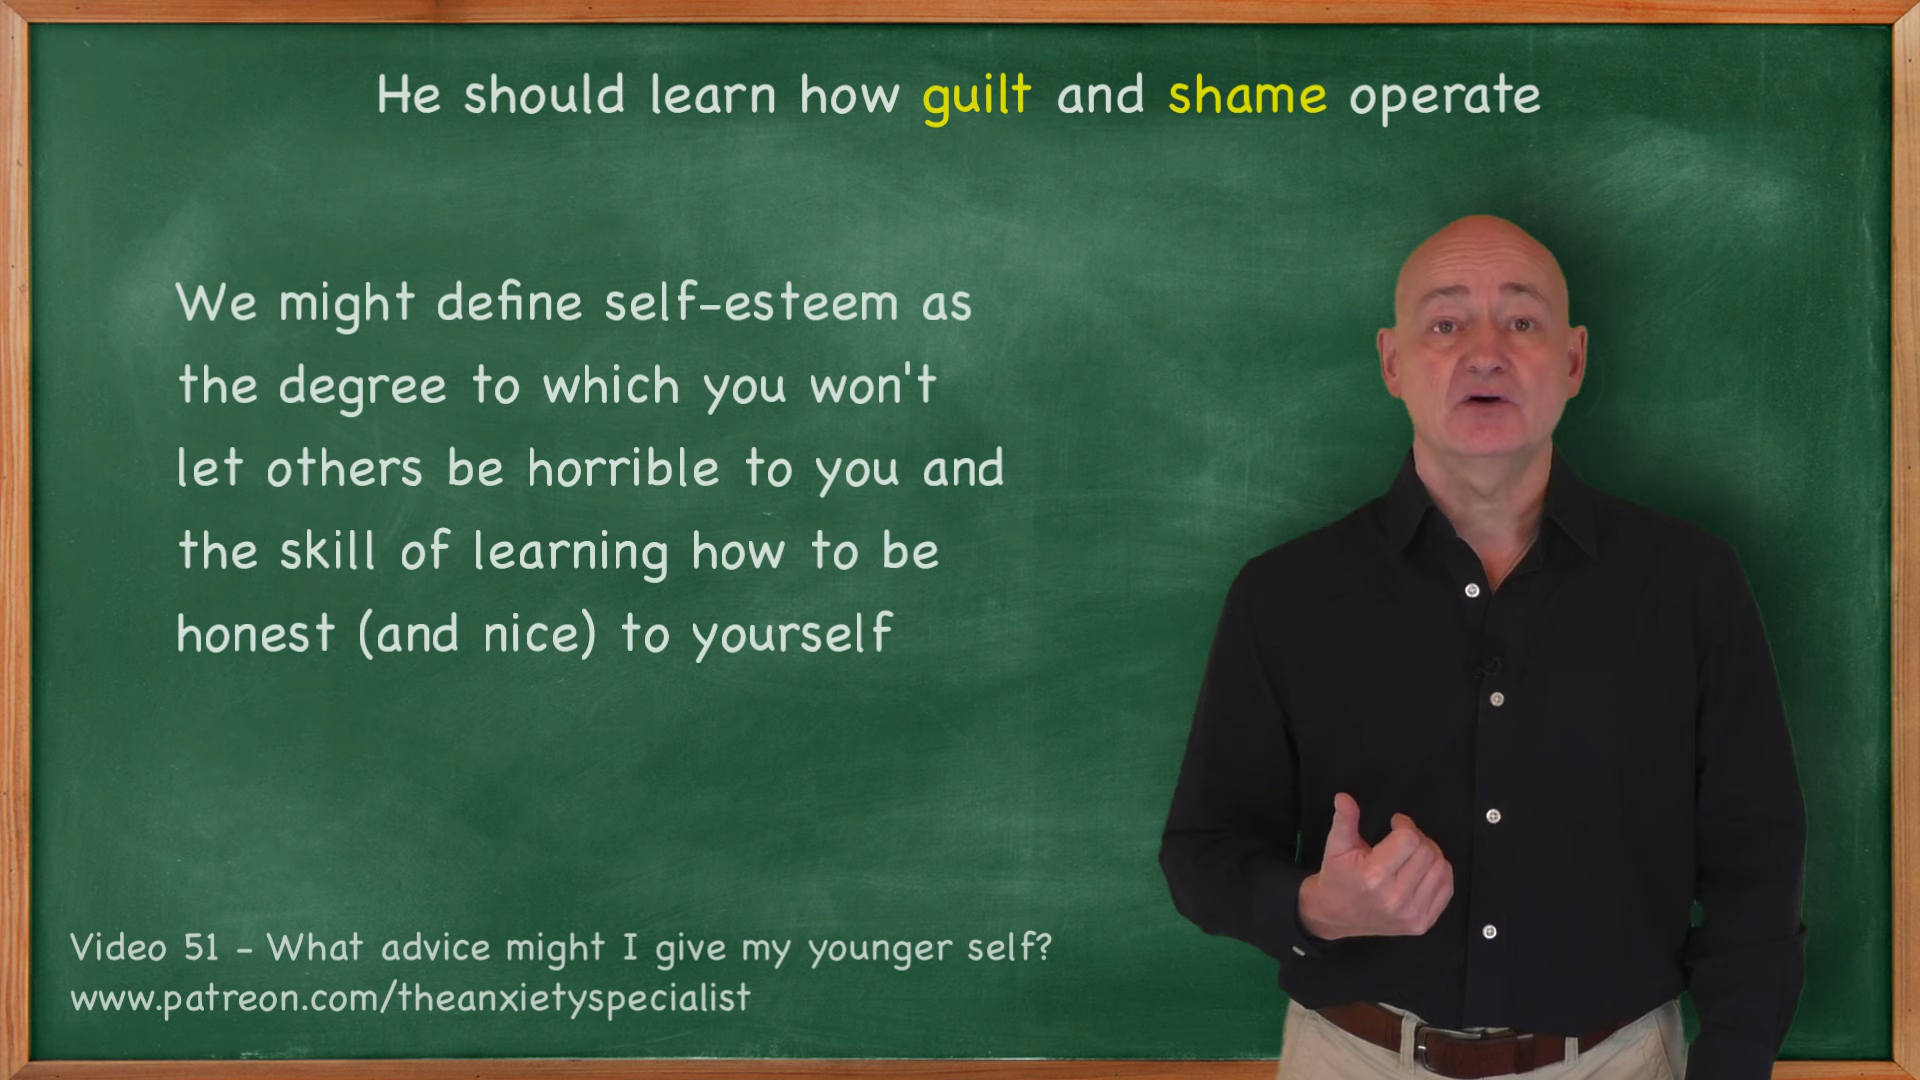 He should learn how guilt and shame operate
We might define self-esteem as
the degree to which you won't
let others be horrible to you and
the skill of learning how to be
honest (and nice) to yourself
Video 51 - What advice might I give my younger self?
www.patreon.com/theanxietyspecialist